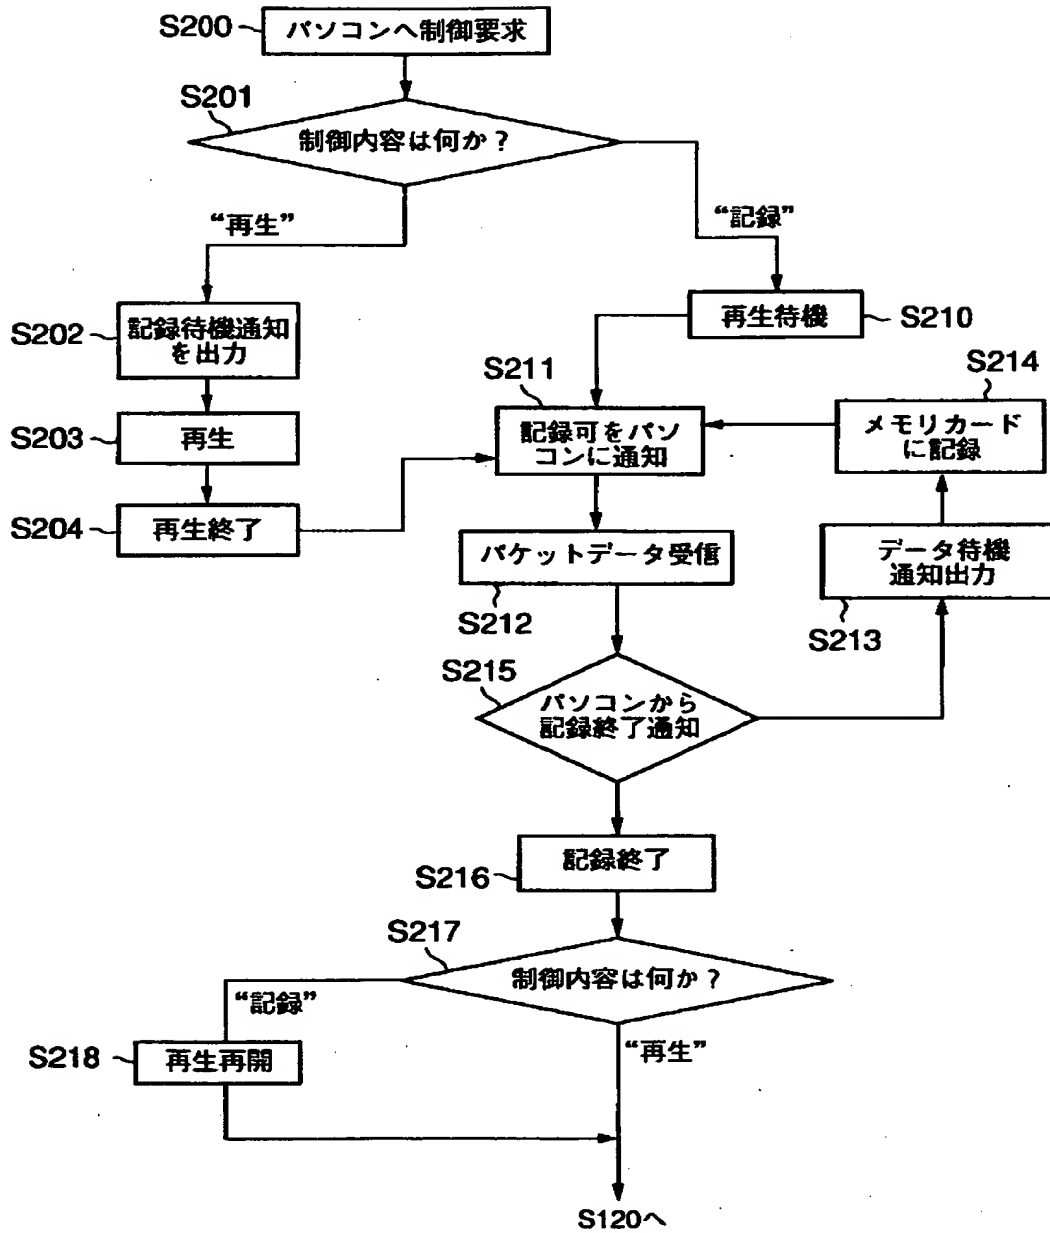 S200
パソコンへ制御要求
S201
制御内容は何か？
“再生”
“記録”
S202
記録待機通知
を出力
再生待機
S210
S211
S214
S203
再生
記録可をパソ
コンに通知
メモリカード
に記録
S204
再生終了
パケットデータ受信
データ待機
通知出力
S212
S213
S215
パソコンから
記録終了通知
記録終了
S216
S217
制御内容は何か？
“記録”
S218
再生再開
“再生”
S120へ